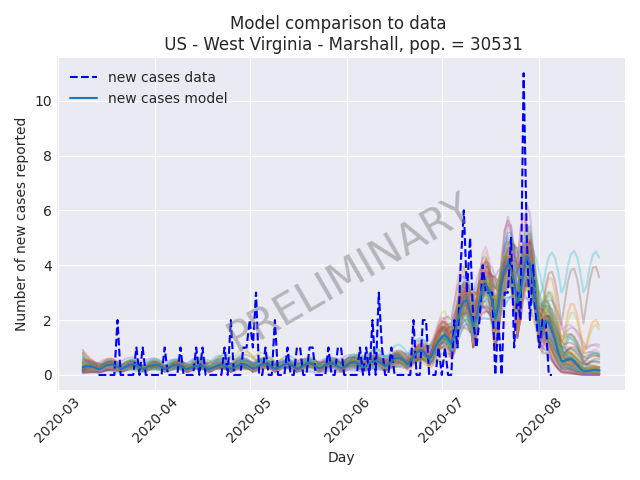 Model comparison to data
US - West Virginia - Marshall, pop. = 30531
new cases data
new cases model
Number of new cases reported
10
8
6
4
2
0
PRELIMINARY
2020-03
2020-04
2020-05
2020-06
2020-07
2020-08
Day